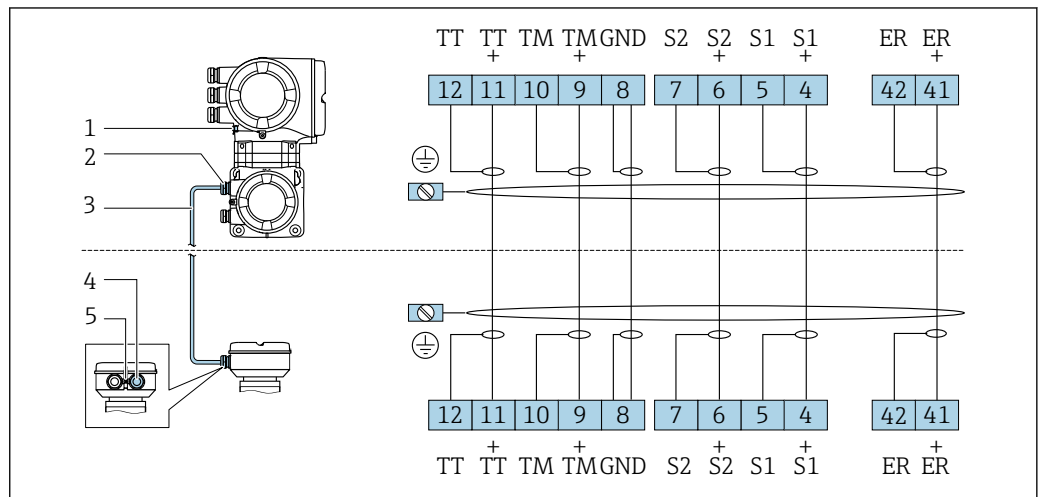 TT TT TM TM GND S2 S2 S1 S1 ER ER
+ + + + +
12 11 10 9 8 7 6 5 4 42 41
1
2
3
4
5
12 11 10 9 8 7 6 5 4 42 41
+ + + + +
TT TT TM TM GND S2 S2 S1 S1 ER ER